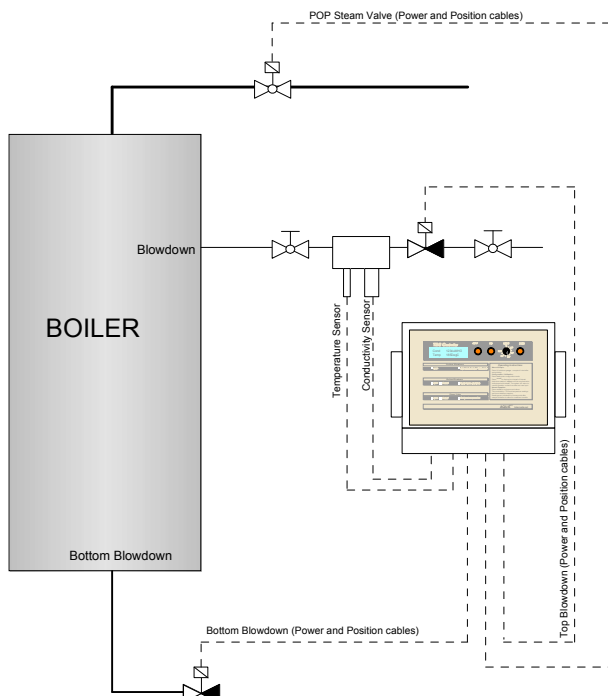 POP Steam Valve (Power and Position cables)
Blowdown
BOILER
Temperature Sensor
Conductivity Sensor
Top Blowdown (Power and Position cables)
Bottom Blowdown
Bottom Blowdown (Power and Position cables)